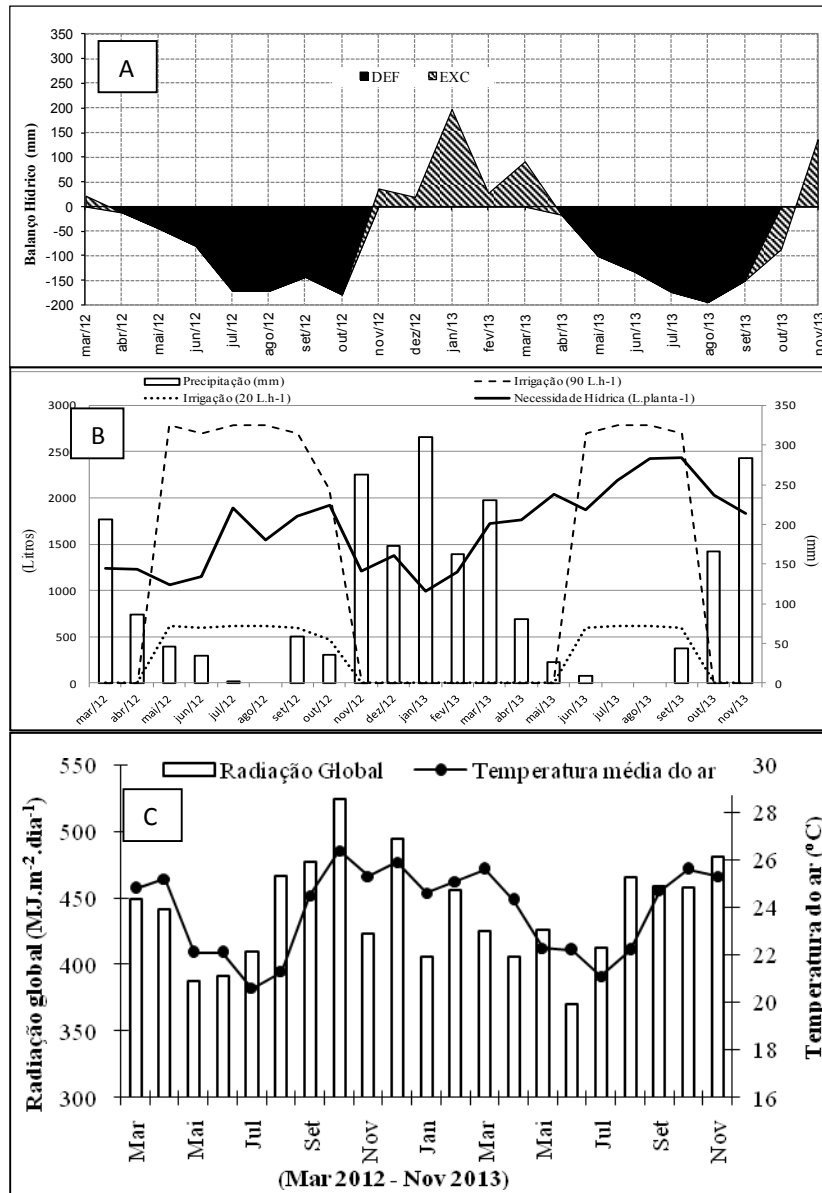 A
DEF EXC
Balanço Hídrico (mm)
350
300
250
200
150
100
50
0
-50
-100
-150
-200
mar/12 abr/12 mai/12 jun/12 jul/12 ago/12 set/12 out/12 nov/12 dez/12 jan/13 fev/13 mar/13 abr/13 mai/13 jun/13 jul/13 ago/13 set/13 out/13 nov/13
Precipitação (mm) Irrigação (90 L.h-1)
Irrigação (20 L.h-1) Necessidade Hídrica (L.planta-1)
B
(Litros)
3000
2500
2000
1500
1000
500
0
350
300
250
200
150
100
50
0
(mm)
mar/12 abr/12 mai/12 jun/12 jul/12 ago/12 set/12 out/12 nov/12 dez/12 jan/13 fev/13 mar/13 abr/13 mai/13 jun/13 jul/13 ago/13 set/13 out/13 nov/13
Radiação Global Temperatura média do ar
C
Radiação global (MJ.m-2.dia-1)
550
500
450
400
350
300
30
28
26
24
22
20
18
16
Temperatura do ar (ºC)
Mar Mai Jul Set Nov Jan Mar Mai Jul Set Nov
(Mar 2012 - Nov 2013)